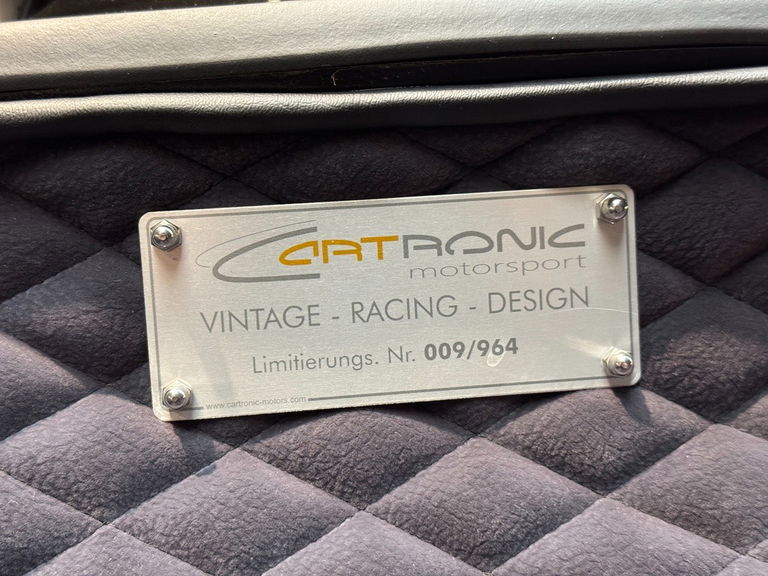 CARTRONIC
motorsport
VINTAGE - RACING - DESIGN
Limitierungs. Nr. 009/964
www.cartronic-motors.com